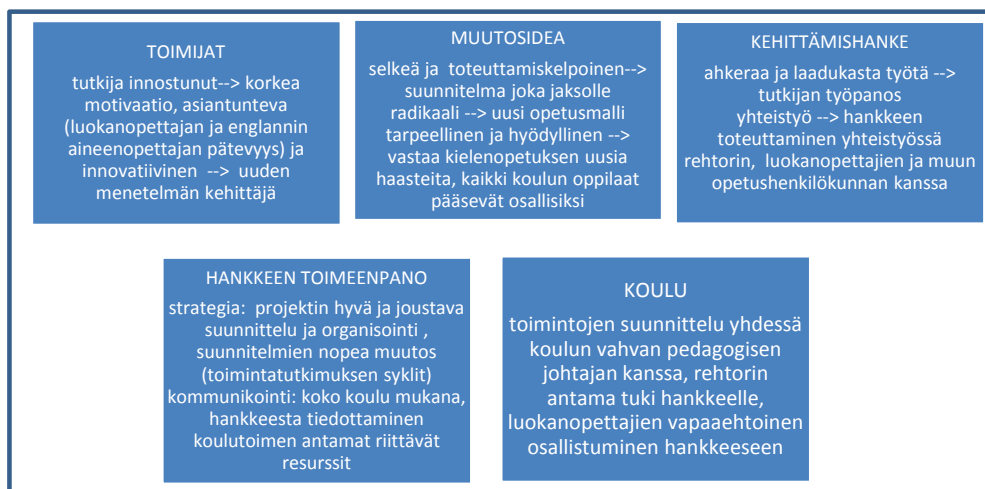 TOIMIJAT
tutkija innostunut--> korkea
motivaatio, asiantunteva
(luokanopettajan ja englannin
aineenopettajan pätevyys) ja
innovatiivinen --> uuden
menetelmän kehittäjä
MUUTOSIDEA
selkeä ja toteuttamiskelpoinen-->
suunnitelma joka jaksolle
radikaali --> uusi opetusmalli
tarpeellinen ja hyödyllinen -->
vastaa kielenopetuksen uusia
haasteita, kaikki koulun oppilaat
pääsevät osallisiksi
KEHITTÄMISHANKE
ahkeraa ja laadukasta työtä -->
tutkijan työpanos
yhteistyö --> hankkeen
toteuttaminen yhteistyössä
rehtorin, luokanopettajien ja muun
opetushenkilökunnan kanssa
HANKKEEN TOIMEENPANO
strategia: projektin hyvä ja joustava
suunnittelu ja organisointi ,
suunnitelmien nopea muutos
(toimintatutkimuksen syklit)
kommunikointi: koko koulu mukana,
hankkeesta tiedottaminen
koulutoimen antamat riittävät
resurssit
KOULU
toimintojen suunnittelu yhdessä
koulun vahvan pedagogisen
johtajan kanssa, rehtorin
antama tuki hankkeelle,
luokanopettajien vapaaehtoinen
osallistuminen hankkeeseen